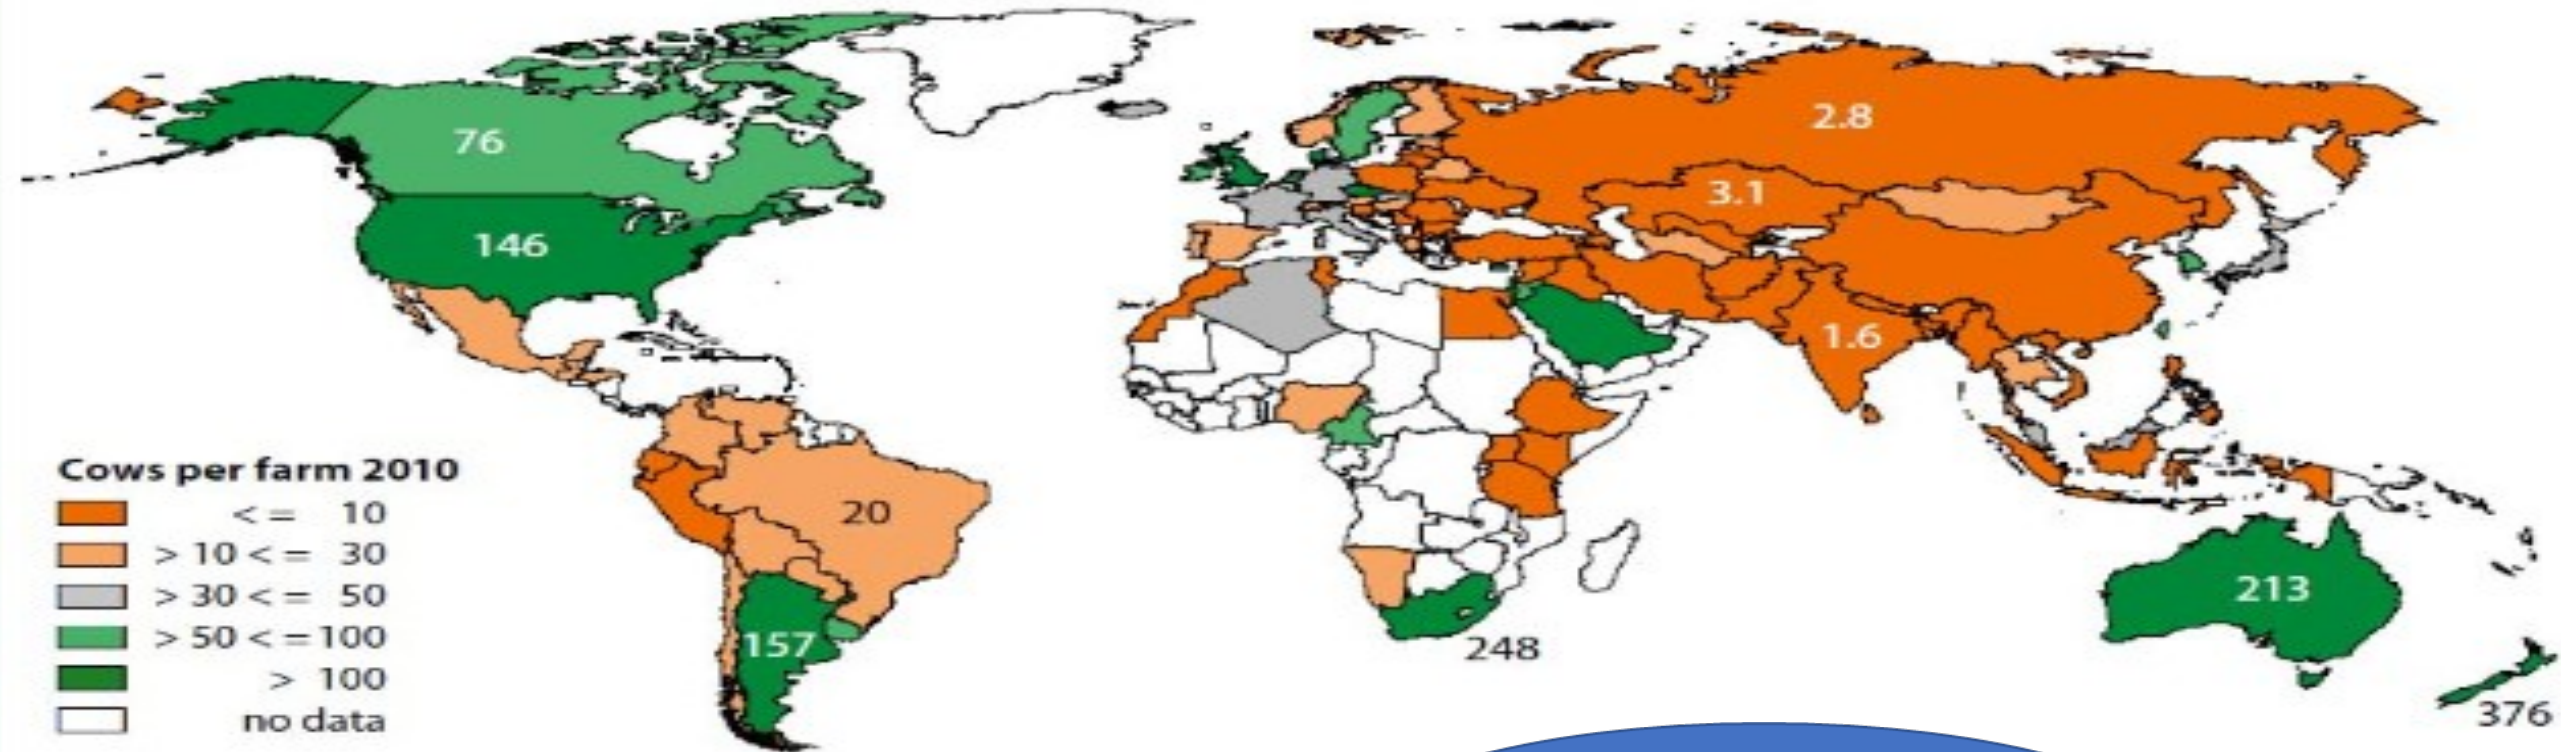 76
146
2.8
3.1
1.6
20
157
248
213
376
Cows per farm 2010
< = 10
> 10 < = 30
> 30 < = 50
> 50 < = 100
> 100
no data